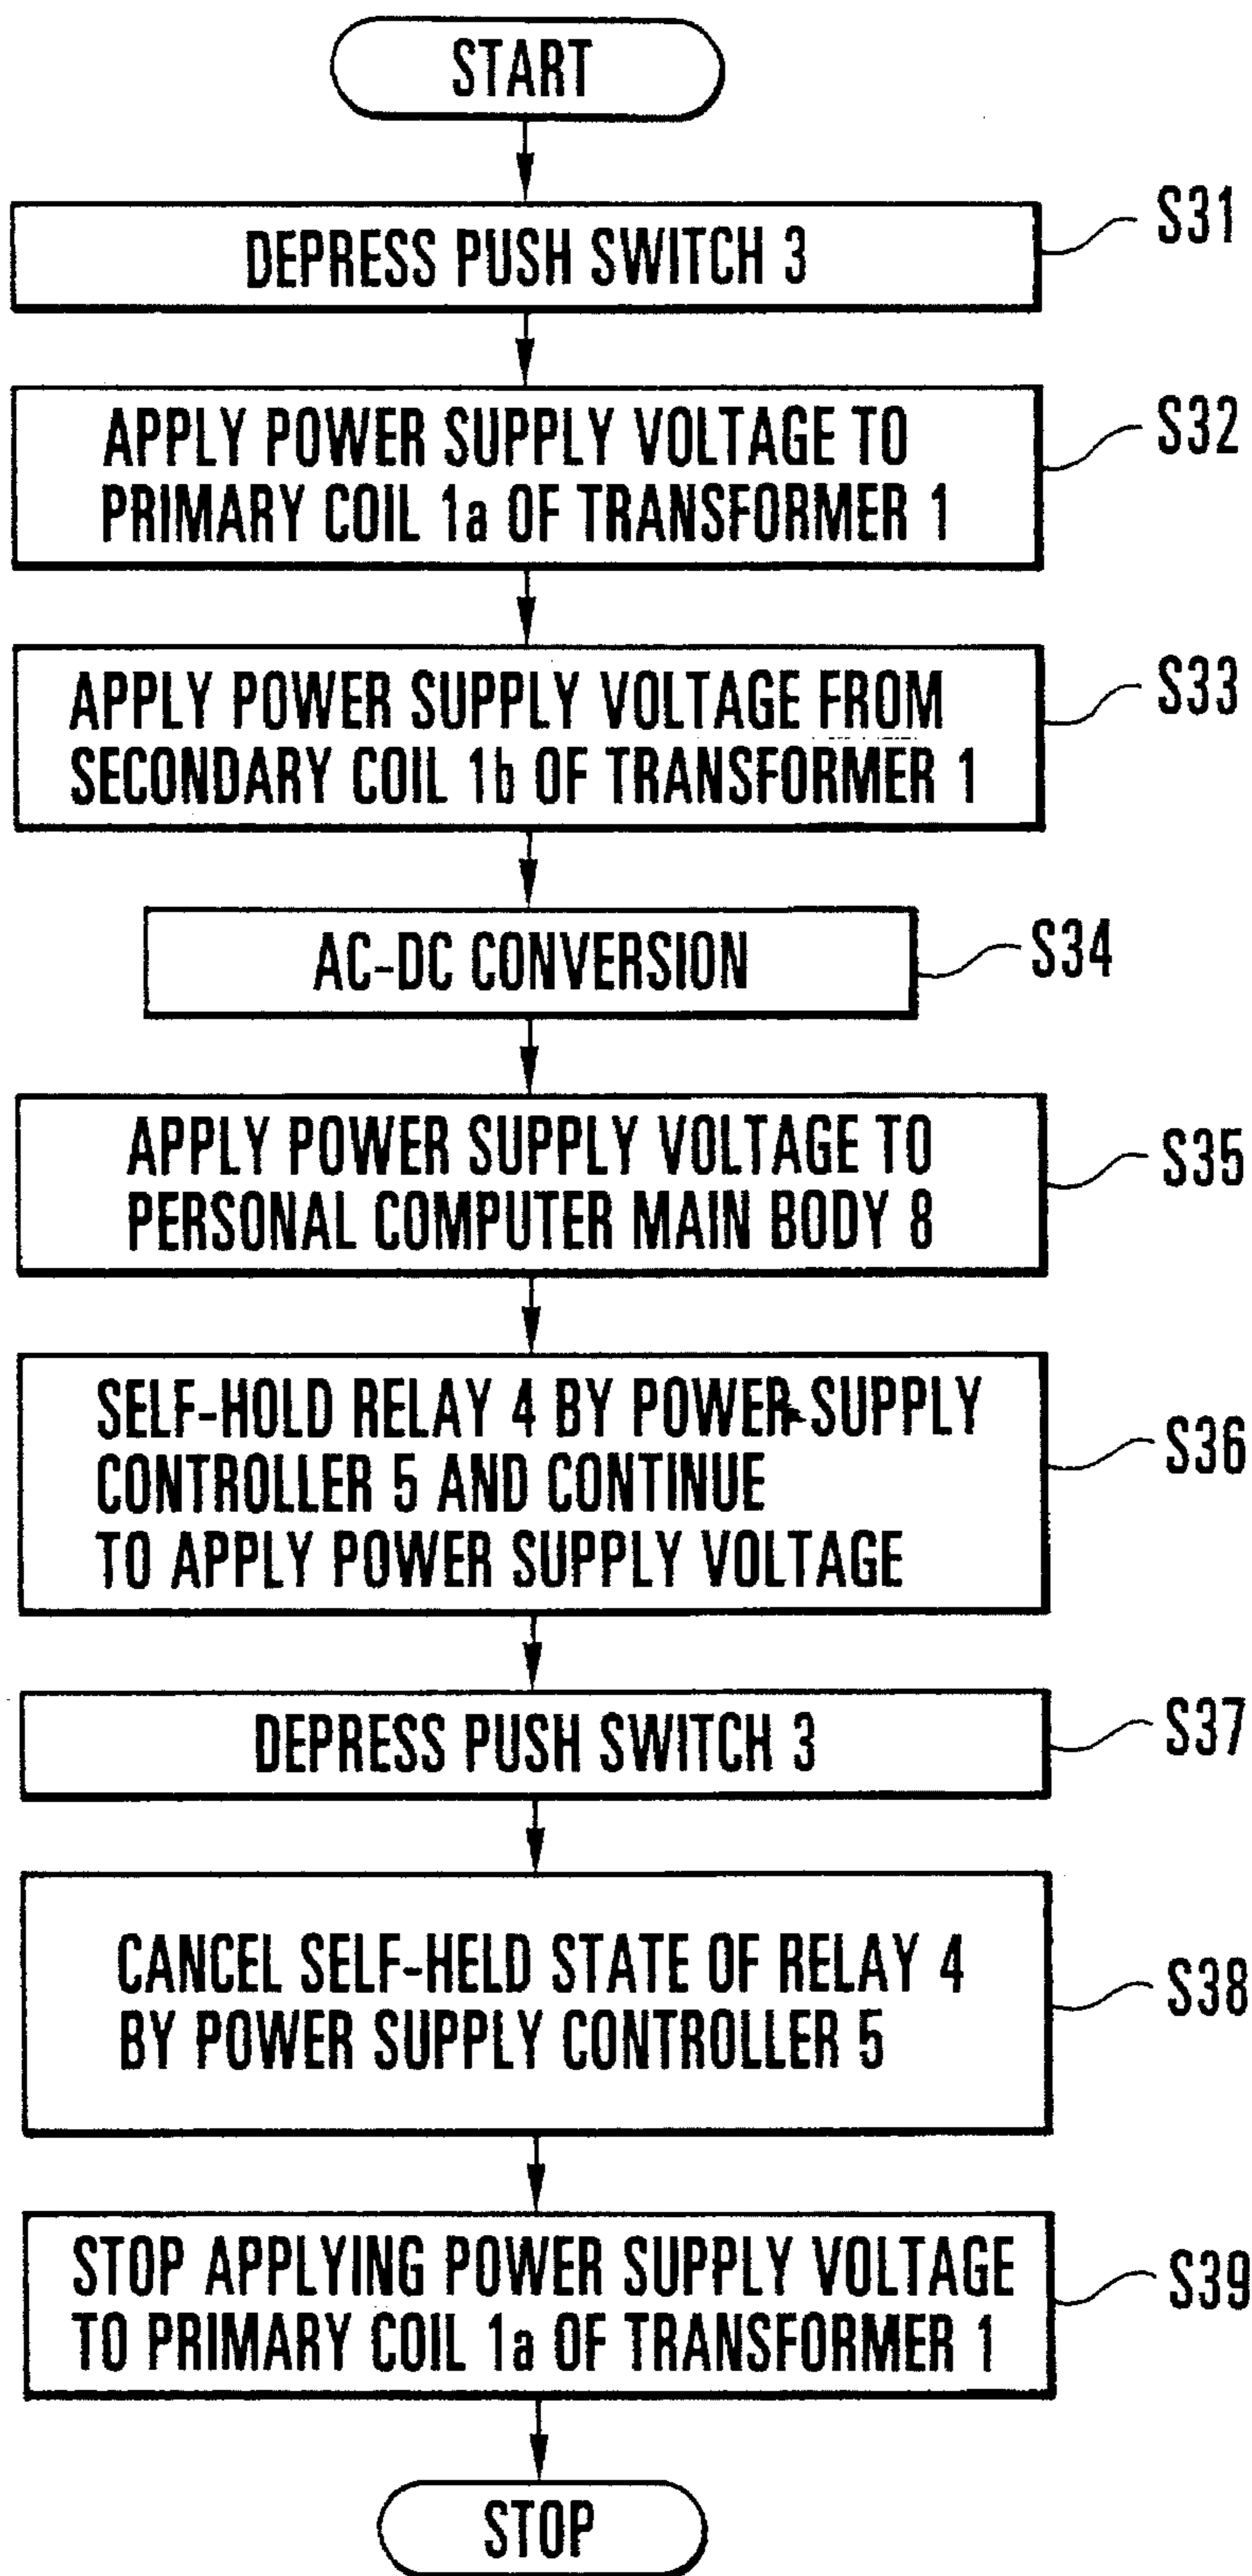 START
DEPRESS PUSH SWITCH 3
S31
APPLY POWER SUPPLY VOLTAGE TO
PRIMARY COIL 1a OF TRANSFORMER 1
S32
APPLY POWER SUPPLY VOLTAGE FROM
SECONDARY COIL 1b OF TRANSFORMER 1
S33
AC-DC CONVERSION
S34
APPLY POWER SUPPLY VOLTAGE TO
PERSONAL COMPUTER MAIN BODY 8
S35
SELF-HOLD RELAY 4 BY POWER SUPPLY
CONTROLLER 5 AND CONTINUE
TO APPLY POWER SUPPLY VOLTAGE
S36
DEPRESS PUSH SWITCH 3
S37
CANCEL SELF-HELD STATE OF RELAY 4
BY POWER SUPPLY CONTROLLER 5
S38
STOP APPLYING POWER SUPPLY VOLTAGE
TO PRIMARY COIL 1a OF TRANSFORMER 1
S39
STOP